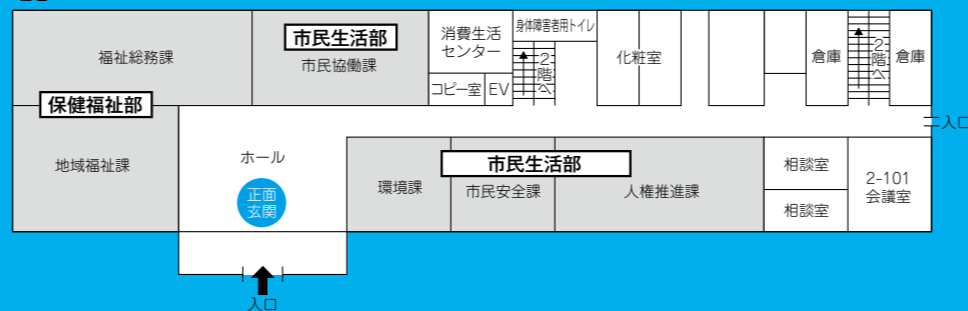 福祉総務課
市民生活部
市民協働課
消費生活
センター
コピー室
EV
身体障害者用トイレ
2階へ
化粧室
倉庫
2階へ
倉庫
保健福祉部
地域福祉課
ホール
正面
玄関
入口
市民生活部
環境課
市民安全課
人権推進課
相談室
相談室
2-101
会議室
入口